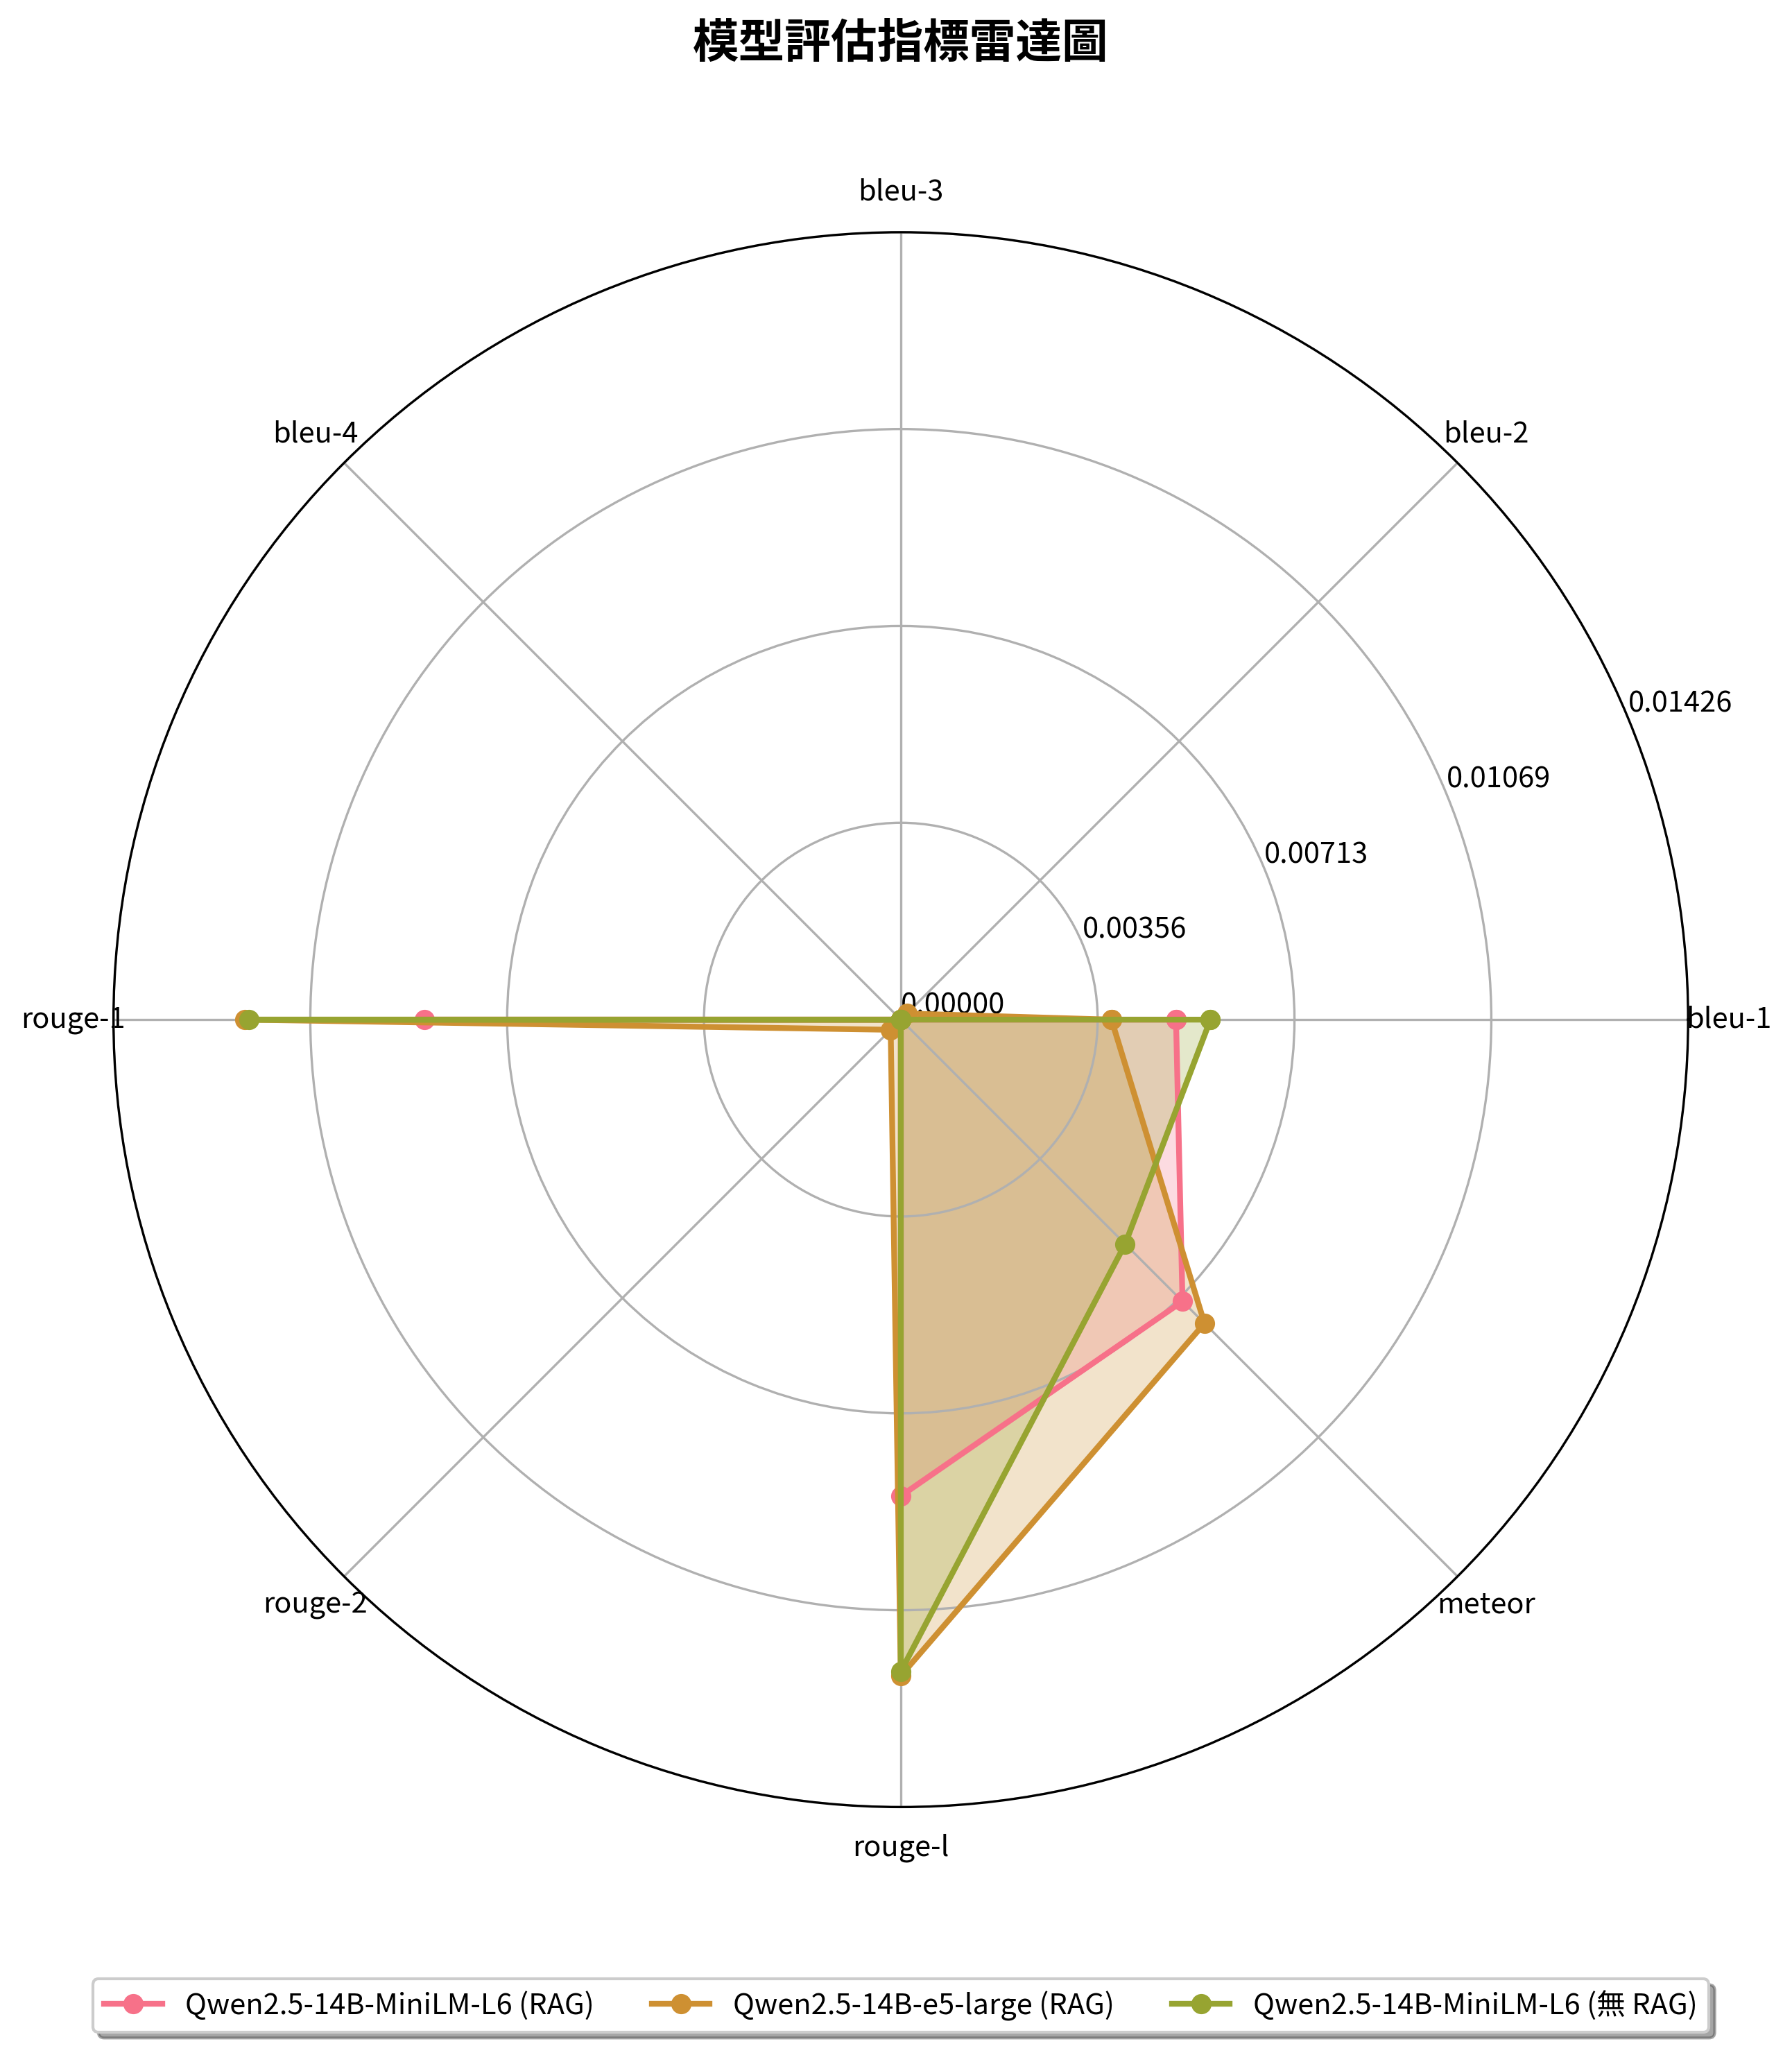 模型評估指標雷達圖
bleu-3
bleu-4
bleu-2
0.01426
0.01069
0.00713
0.00356
0.00000
rouge-1
bleu-1
rouge-2
meteor
rouge-l
Qwen2.5-14B-MiniLM-L6 (RAG)
Qwen2.5-14B-e5-large (RAG)
Qwen2.5-14B-MiniLM-L6 (無 RAG)